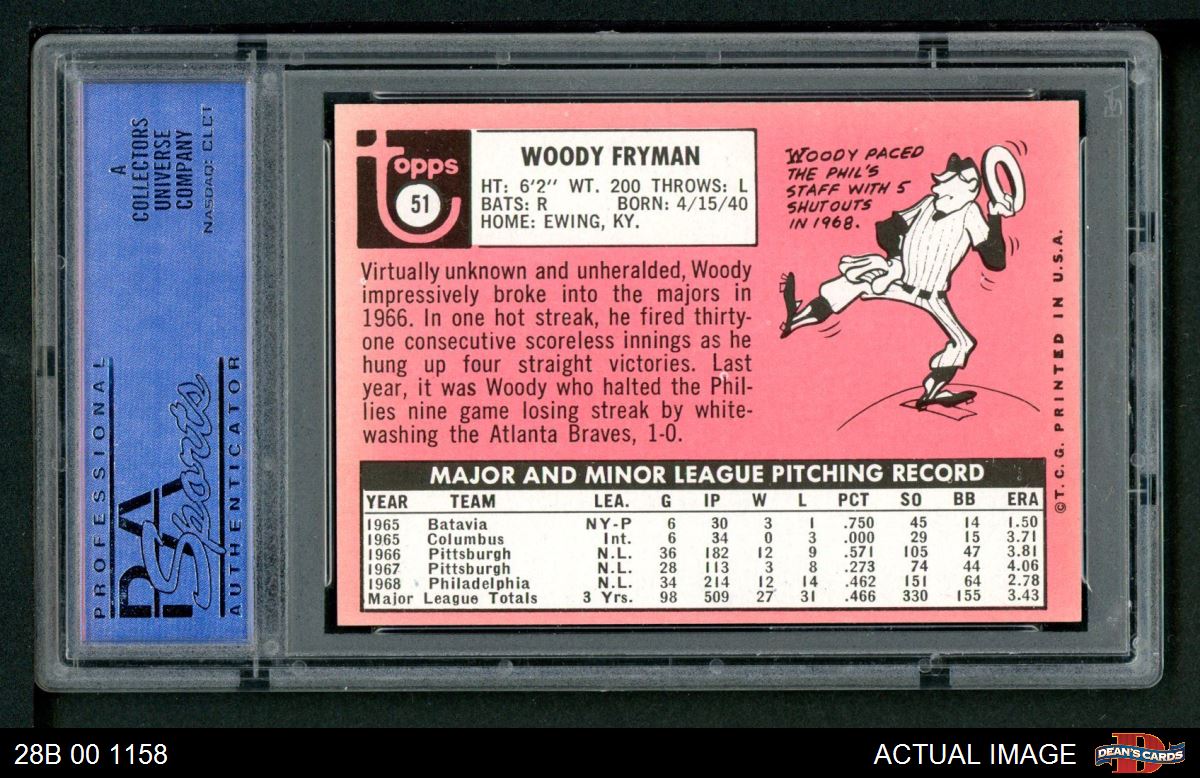 A
COLLECTORS
UNIVERSE
COMPANY
NASDAQ: CLCT
PROFESSIONAL
PSA
Sports
AUTHENTICATOR
topps
51
WOODY FRYMAN
HT: 6'2" WT. 200 THROWS: L
BATS: R BORN: 4/15/40
HOME: EWING, KY.
WOODY PACED
THE PHIL'S
STAFF WITH 5
SHUTOUTS
IN 1968.
Virtually unknown and unheralded, Woody
impressively broke into the majors in
1966. In one hot streak, he fired thirty-
one consecutive scoreless innings as he
hung up four straight victories. Last
year, it was Woody who halted the Phil-
lies nine game losing streak by white-
washing the Atlanta Braves, 1-0.
©T.C.G. PRINTED IN U.S.A.
MAJOR AND MINOR LEAGUE PITCHING RECORD
YEAR TEAM LEA. G IP W L PCT SO BB ERA
1965 Batavia NY-P 6 30 3 1 .750 45 14 1.50
1965 Columbus Int. 6 34 0 3 .000 29 15 3.71
1966 Pittsburgh N.L. 36 182 12 9 .571 105 47 3.81
1967 Pittsburgh N.L. 28 113 3 8 .273 74 44 4.06
1968 Philadelphia N.L. 34 214 12 14 .462 151 64 2.78
Major League Totals 3 Yrs. 98 509 27 31 .466 330 155 3.43
28B 00 1158
ACTUAL IMAGE
D
DEAN'S CARDS